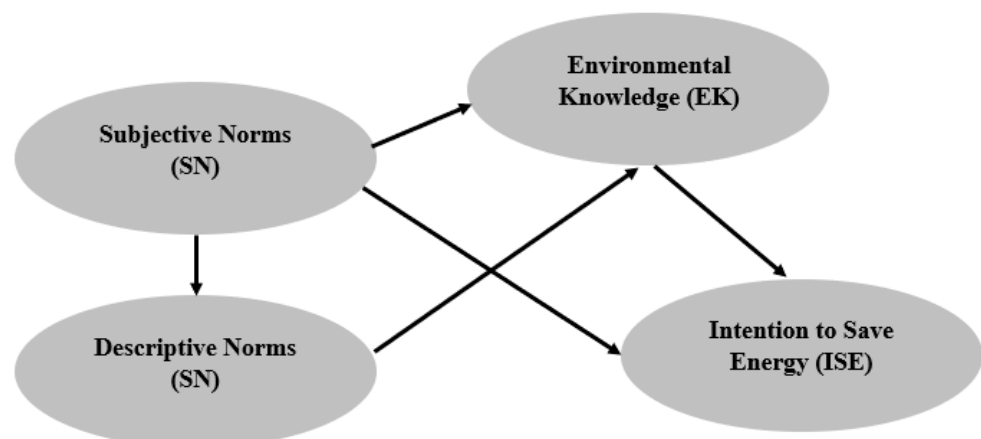 Environmental
Knowledge (EK)
Subjective Norms
(SN)
Descriptive Norms
(SN)
Intention to Save
Energy (ISE)